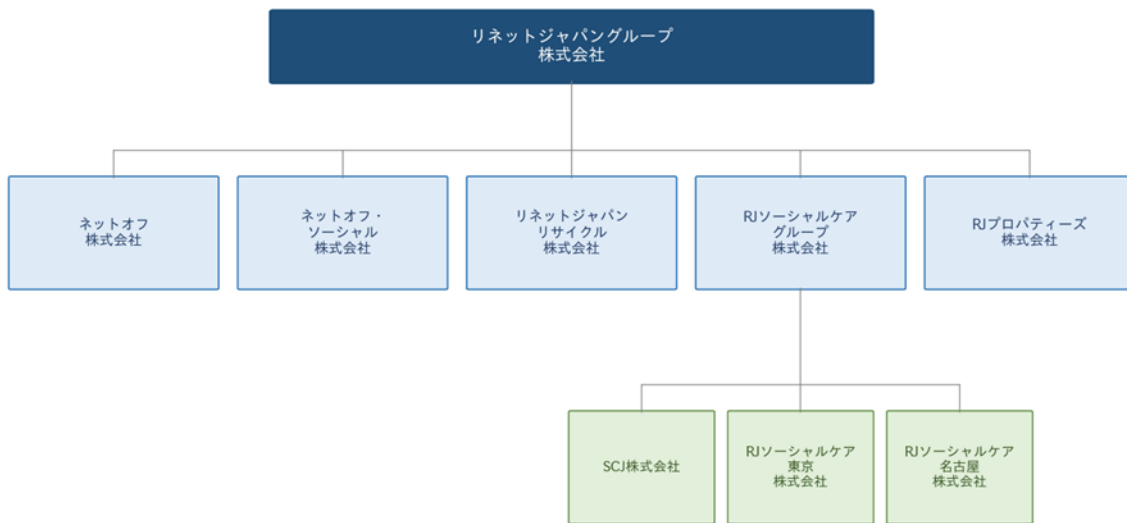 リネットジャパングループ
株式会社
ネットオフ
株式会社
ネットオフ・
ソーシャル
株式会社
リネットジャパン
リサイクル
株式会社
RJソーシャルケア
グループ
株式会社
RJプロパティーズ
株式会社
SCJ株式会社
RJソーシャルケア
東京
株式会社
RJソーシャルケア
名古屋
株式会社